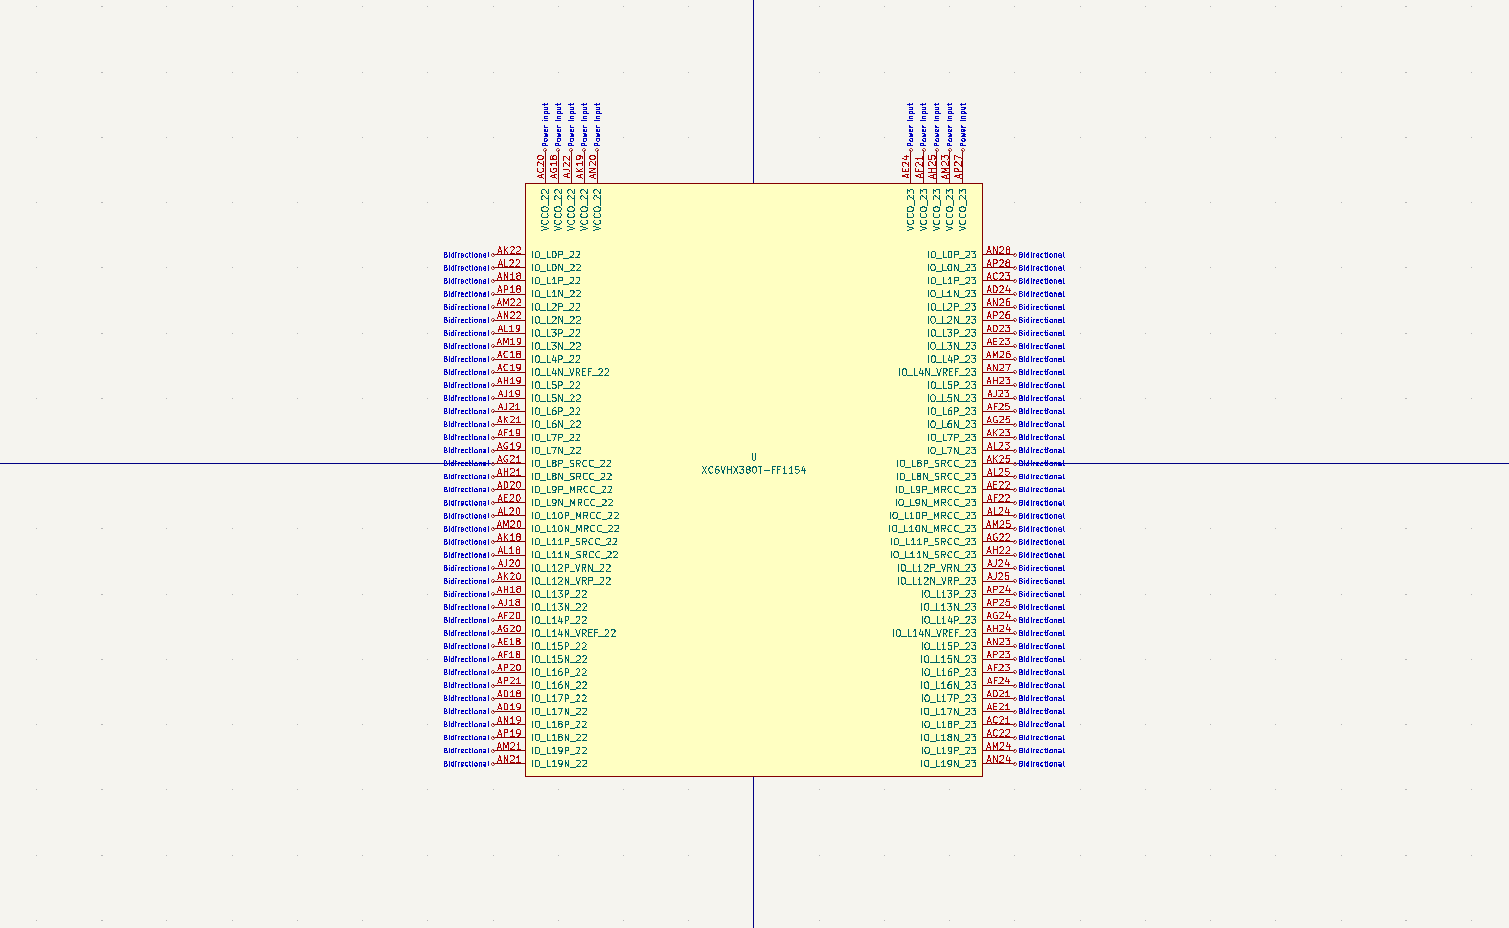 Power Input Power Input Power Input Power Input Power Input Power Input Power Input Power Input Power Input Power Input
AC20 AG18 AJ22 AK19 AN20 AE24 AF21 AH25 AM23 AP27
VCCO_22 VCCO_22 VCCO_22 VCCO_22 VCCO_22 VCCO_23 VCCO_23 VCCO_23 VCCO_23 VCCO_23
Bidirectional AK22 IO_L0P_22 IO_L0P_23 AN28 Bidirectional
Bidirectional AL22 IO_L0N_22 IO_L0N_23 AP28 Bidirectional
Bidirectional AN18 IO_L1P_22 IO_L1P_23 AC23 Bidirectional
Bidirectional AP18 IO_L1N_22 IO_L1N_23 AD24 Bidirectional
Bidirectional AM22 IO_L2P_22 IO_L2P_23 AN26 Bidirectional
Bidirectional AN22 IO_L2N_22 IO_L2N_23 AP26 Bidirectional
Bidirectional AL19 IO_L3P_22 IO_L3P_23 AD23 Bidirectional
Bidirectional AM19 IO_L3N_22 IO_L3N_23 AE23 Bidirectional
Bidirectional AC18 IO_L4P_22 IO_L4P_23 AM26 Bidirectional
Bidirectional AC19 IO_L4N_VREF_22 IO_L4N_VREF_23 AN27 Bidirectional
Bidirectional AH19 IO_L5P_22 IO_L5P_23 AH23 Bidirectional
Bidirectional AJ19 IO_L5N_22 IO_L5N_23 AJ23 Bidirectional
Bidirectional AJ21 IO_L6P_22 IO_L6P_23 AF25 Bidirectional
Bidirectional AK21 IO_L6N_22 IO_L6N_23 AG25 Bidirectional
Bidirectional AF19 IO_L7P_22 IO_L7P_23 AK23 Bidirectional
Bidirectional AG19 IO_L7N_22 IO_L7N_23 AL23 Bidirectional
U
Bidirectional AG21 IO_L8P_SRCC_22 IO_L8P_SRCC_23 AK25 Bidirectional
XC6VHX380T-FF1154
Bidirectional AH21 IO_L8N_SRCC_22 IO_L8N_SRCC_23 AL25 Bidirectional
Bidirectional AD20 IO_L9P_MRCC_22 IO_L9P_MRCC_23 AE22 Bidirectional
Bidirectional AE20 IO_L9N_MRCC_22 IO_L9N_MRCC_23 AF22 Bidirectional
Bidirectional AL20 IO_L10P_MRCC_22 IO_L10P_MRCC_23 AL24 Bidirectional
Bidirectional AM20 IO_L10N_MRCC_22 IO_L10N_MRCC_23 AM25 Bidirectional
Bidirectional AK18 IO_L11P_SRCC_22 IO_L11P_SRCC_23 AG22 Bidirectional
Bidirectional AL18 IO_L11N_SRCC_22 IO_L11N_SRCC_23 AH22 Bidirectional
Bidirectional AJ20 IO_L12P_VRN_22 IO_L12P_VRN_23 AJ24 Bidirectional
Bidirectional AK20 IO_L12N_VRP_22 IO_L12N_VRP_23 AJ25 Bidirectional
Bidirectional AH18 IO_L13P_22 IO_L13P_23 AP24 Bidirectional
Bidirectional AJ18 IO_L13N_22 IO_L13N_23 AP25 Bidirectional
Bidirectional AF20 IO_L14P_22 IO_L14P_23 AG24 Bidirectional
Bidirectional AG20 IO_L14N_VREF_22 IO_L14N_VREF_23 AH24 Bidirectional
Bidirectional AE18 IO_L15P_22 IO_L15P_23 AN23 Bidirectional
Bidirectional AF18 IO_L15N_22 IO_L15N_23 AP23 Bidirectional
Bidirectional AP20 IO_L16P_22 IO_L16P_23 AF23 Bidirectional
Bidirectional AP21 IO_L16N_22 IO_L16N_23 AF24 Bidirectional
Bidirectional AD18 IO_L17P_22 IO_L17P_23 AD21 Bidirectional
Bidirectional AD19 IO_L17N_22 IO_L17N_23 AE21 Bidirectional
Bidirectional AN19 IO_L18P_22 IO_L18P_23 AC21 Bidirectional
Bidirectional AP19 IO_L18N_22 IO_L18N_23 AC22 Bidirectional
Bidirectional AM21 IO_L19P_22 IO_L19P_23 AM24 Bidirectional
Bidirectional AN21 IO_L19N_22 IO_L19N_23 AN24 Bidirectional